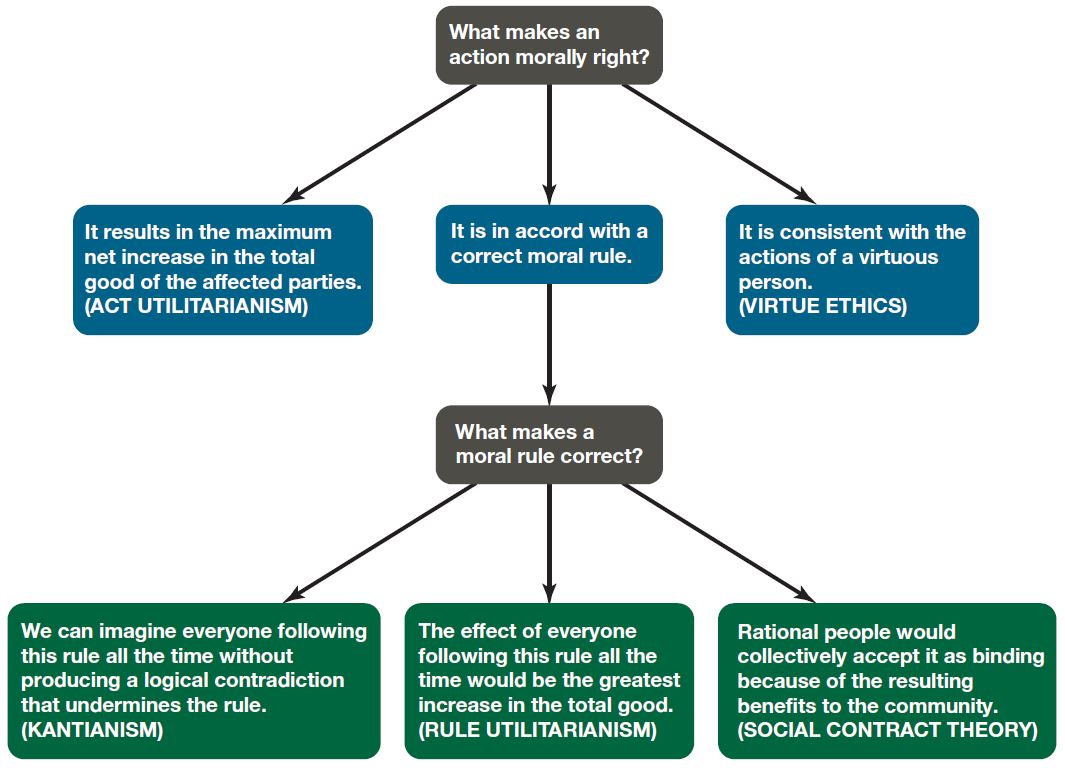 What makes an
action morally right?
It results in the maximum
net increase in the total
good of the affected parties.
(ACT UTILITARIANISM)
It is in accord with a
correct moral rule.
It is consistent with the
actions of a virtuous
person.
(VIRTUE ETHICS)
What makes a
moral rule correct?
We can imagine everyone following
this rule all the time without
producing a logical contradiction
that undermines the rule.
(KANTIANISM)
The effect of everyone
following this rule all the
time would be the greatest
increase in the total good.
(RULE UTILITARIANISM)
Rational people would
collectively accept it as binding
because of the resulting
benefits to the community.
(SOCIAL CONTRACT THEORY)